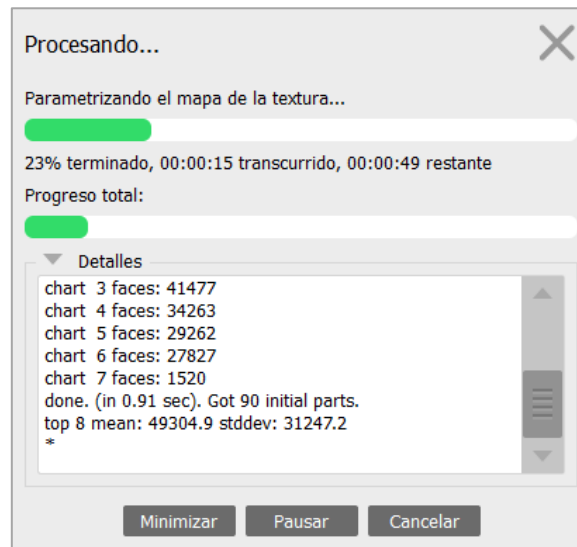 Procesando...
Parametrizando el mapa de la textura...
23% terminado, 00:00:15 transcurrido, 00:00:49 restante
Progreso total:
Detalles
chart 3 faces: 41477
chart 4 faces: 34263
chart 5 faces: 29262
chart 6 faces: 27827
chart 7 faces: 1520
done. (in 0.91 sec). Got 90 initial parts.
top 8 mean: 49304.9 stddev: 31247.2
*
Minimizar Pausar Cancelar